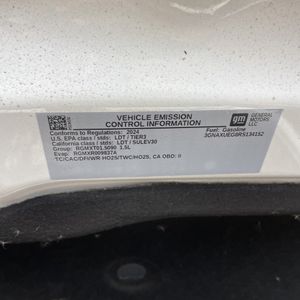 VEHICLE EMISSION
CONTROL INFORMATION
gm GENERAL MOTORS LLC
Conforms to Regulations: 2024
Fuel: Gasoline
U.S. EPA class / stds: LDT / TIER3
3GNAXUEG8RS134152
California class / stds: LDT / SULEV30
Group: RGMXT01.5090 1.5L
Evap: RGMXR009837A
TC/CAC/DFI/WR HO2S/TWC/HO2S, CA OBD: II